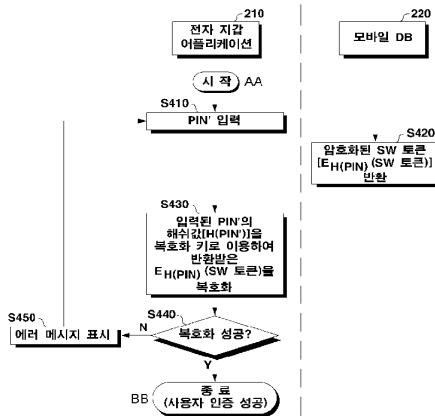 210
전자 지갑
어플리케이션
220
모바일 DB
시 작 AA
S410
PIN' 입력
S420
암호화된 SW 토큰
[EH(PIN) (SW 토큰)]
반환
S430
입력된 PIN'의
해쉬값[H(PIN')]을
복호화 키로 이용하여
반환받은
EH(PIN) (SW 토큰)을
복호화
S440
복호화 성공?
N
Y
S450
에러 메시지 표시
종 료
(사용자 인증 성공)
BB